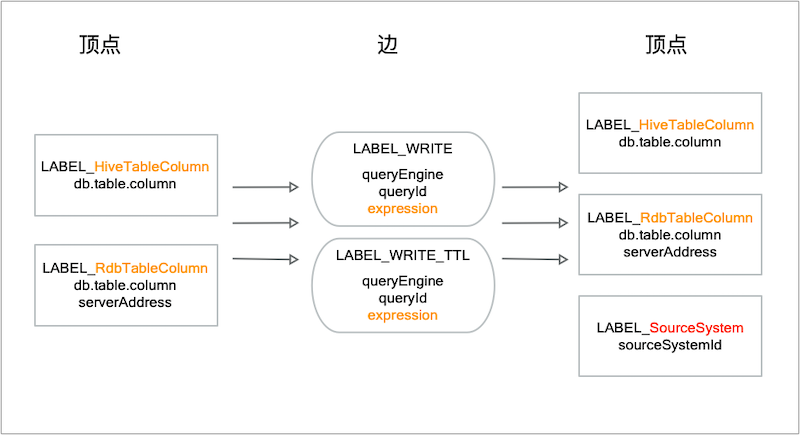 顶点
边
顶点
LABEL_HiveTableColumn
db.table.column
LABEL_RdbTableColumn
db.table.column
serverAddress
LABEL_WRITE
queryEngine
queryId
expression
LABEL_WRITE_TTL
queryEngine
queryId
expression
LABEL_HiveTableColumn
db.table.column
LABEL_RdbTableColumn
db.table.column
serverAddress
LABEL_SourceSystem
sourceSystemId